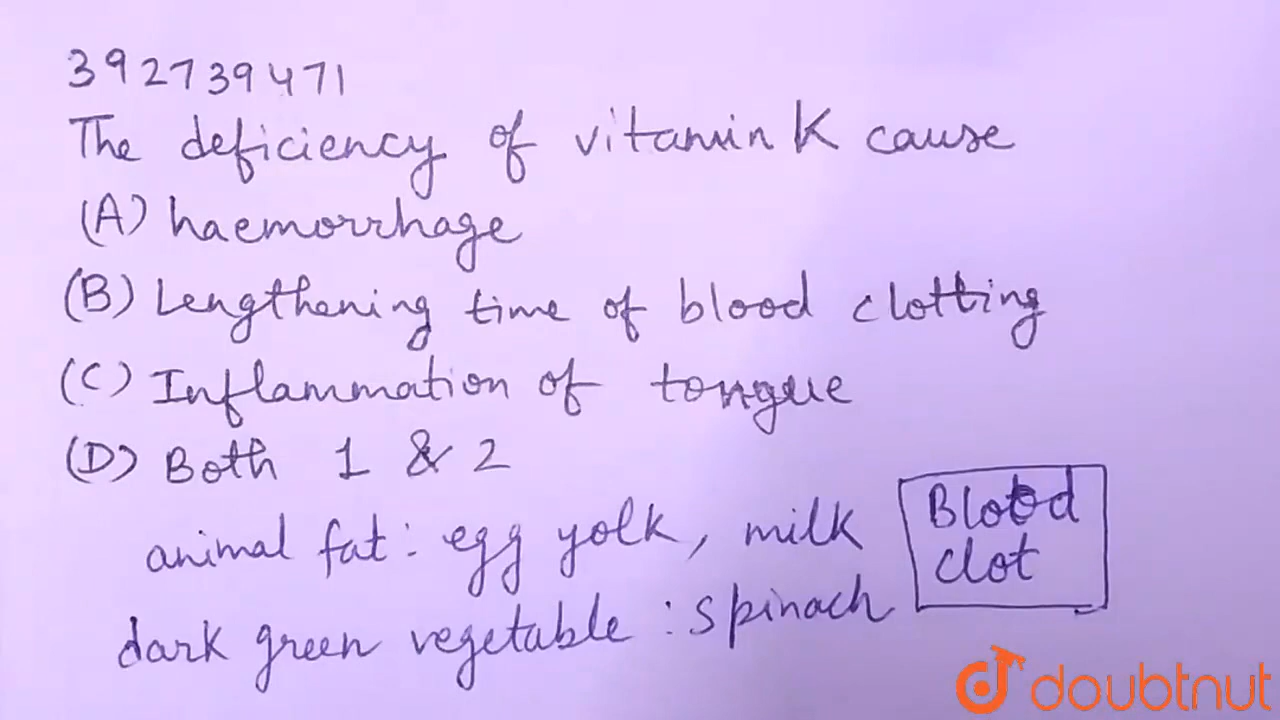 392739471
The deficiency of vitamin K cause
(A) haemorrhage
(B) Lengthening time of blood clotting
(C) Inflammation of tongue
(D) Both 1 & 2
animal fat: egg yolk, milk
dark green vegetable: spinach
Blood
clot
doubtnut